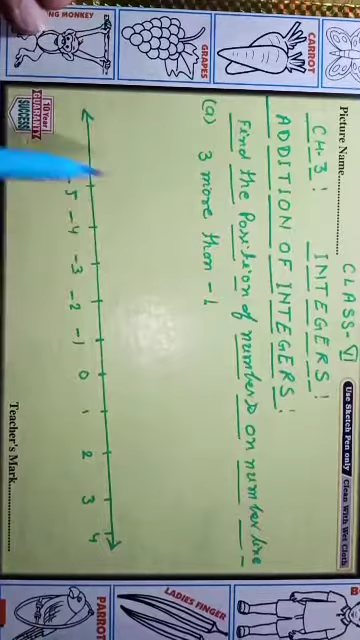 CLASS-VI
Use Sketch Pen only | Clean With Wet Cloth
Picture Name
CH-3: INTEGERS:
ADDITION OF INTEGERS:
Find the Position of numbers on number line
(a) 3 more than -1
-5 -4 -3 -2 -1 0 1 2 3 4
10 Year
GUARANTY
SUCCESS
Teacher's Mark
NG MONKEY
GRAPES
CARROT
PARROT
LADIES FINGER
B